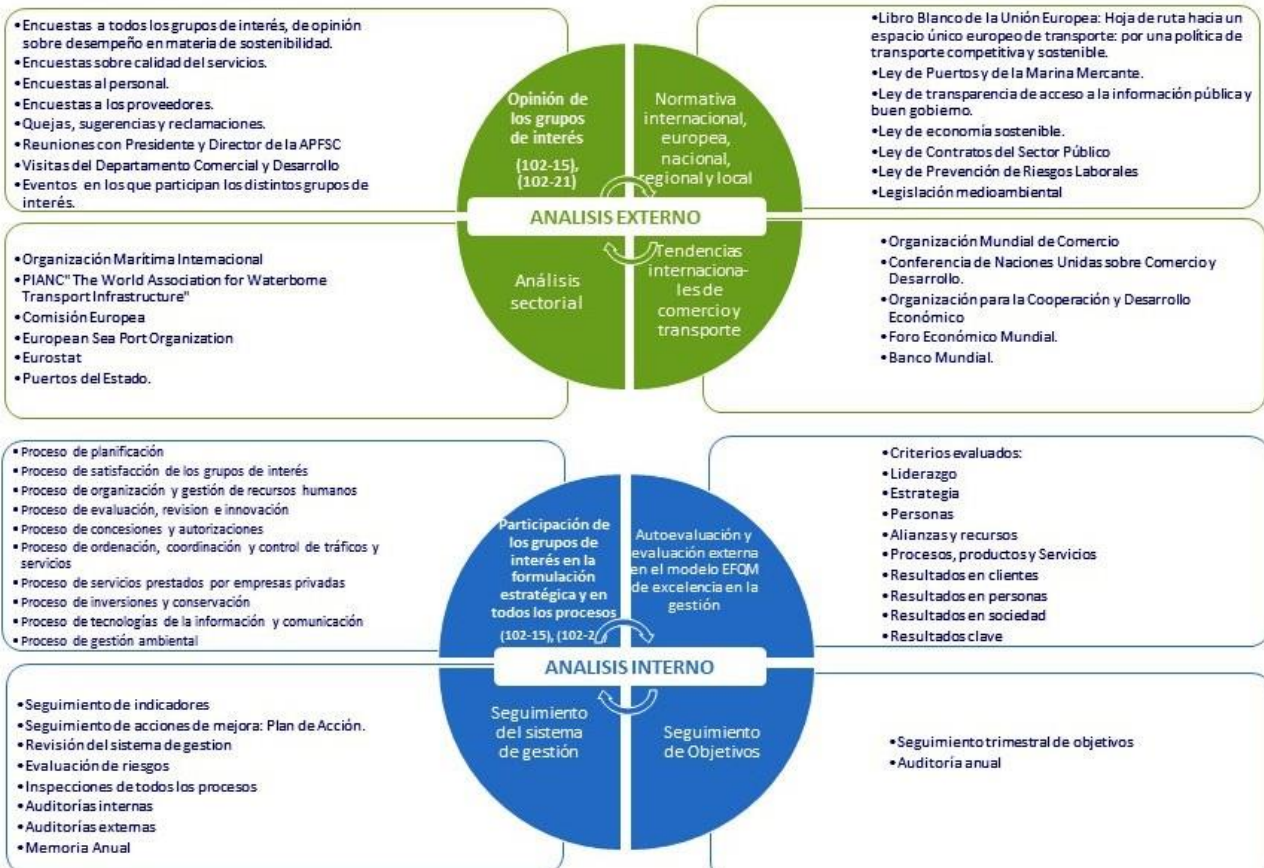 •Encuestas a todos los grupos de interés, de opinión
sobre desempeño en materia de sostenibilidad.
•Encuestas sobre calidad del servicios.
•Encuestas al personal.
•Encuestas a los proveedores.
•Quejas, sugerencias y reclamaciones.
•Reuniones con Presidente y Director de la APFSC
•Visitas del Departamento Comercial y Desarrollo
•Eventos en los que participan los distintos grupos de
interés.
Opinión de
los grupos
de interés
(102-15),
(102-21)
Normativa
internacional,
europea,
nacional,
regional y local
•Libro Blanco de la Unión Europea: Hoja de ruta hacia un
espacio único europeo de transporte: por una política de
transporte competitiva y sostenible.
•Ley de Puertos y de la Marina Mercante.
•Ley de transparencia de acceso a la información pública y
buen gobierno.
•Ley de economía sostenible.
•Ley de Contratos del Sector Público
•Ley de Prevención de Riesgos Laborales
•Legislación medioambiental
ANALISIS EXTERNO
•Organización Marítima Internacional
•PIANC" The World Association for Waterborne
Transport Infrastructure"
•Comisión Europea
•European Sea Port Organization
•Eurostat
•Puertos del Estado.
Análisis
sectorial
Tendencias
internaciona-
les de
comercio y
transporte
•Organización Mundial de Comercio
•Conferencia de Naciones Unidas sobre Comercio y
Desarrollo.
•Organización para la Cooperación y Desarrollo
Económico
•Foro Económico Mundial.
•Banco Mundial.
▪Proceso de planificación
▪Proceso de satisfacción de los grupos de interés
▪Proceso de organización y gestión de recursos humanos
▪Proceso de evaluación, revision e innovación
▪Proceso de concesiones y autorizaciones
▪Proceso de ordenación, coordinación y control de tráficos y
servicios
▪Proceso de servicios prestados por empresas privadas
▪Proceso de inversiones y conservación
▪Proceso de tecnologías de la información y comunicación
▪Proceso de gestión ambiental
Participación de
los grupos de
interés en la
formulación
estratégica y en
todos los procesos
(102-15), (102-2
Autoevaluación y
evaluación externa
en el modelo EFQM
de excelencia en la
gestión
•Criterios evaluados:
•Liderazgo
•Estrategia
•Personas
•Alianzas y recursos
•Procesos, productos y Servicios
•Resultados en clientes
•Resultados en personas
•Resultados en sociedad
•Resultados clave
ANALISIS INTERNO
•Seguimiento de indicadores
•Seguimiento de acciones de mejora: Plan de Acción.
•Revisión del sistema de gestion
•Evaluación de riesgos
•Inspecciones de todos los procesos
•Auditorías internas
•Auditorías externas
•Memoria Anual
Seguimiento
del sistema
de gestión
Seguimiento
de Objetivos
•Seguimiento trimestral de objetivos
•Auditoría anual